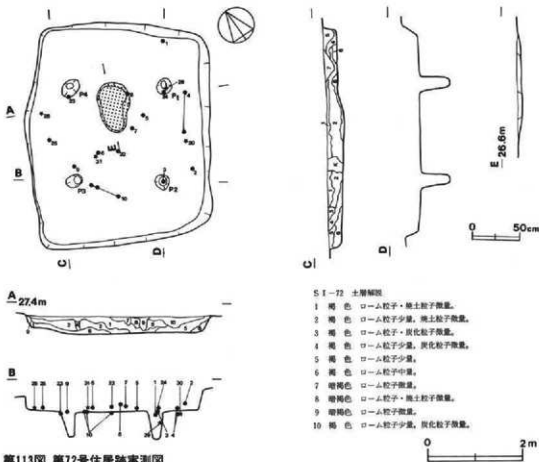 P4
P1
P3
P2
A
B
C
D
E
26.6m
0 50cm
A 27.4m
B
SI-72 土層解説
1 褐色 ローム粒子・焼土粒子微量。
2 褐色 ローム粒子少量,焼土粒子微量。
3 褐色 ローム粒子・炭化粒子微量。
4 褐色 ローム粒子少量,炭化粒子微量。
5 褐色 ローム粒子少量。
6 褐色 ローム粒子中量。
7 暗褐色 ローム粒子微量。
8 暗褐色 ローム粒子・焼土粒子微量。
9 暗褐色 ローム粒子微量。
10 褐色 ローム粒子少量,炭化粒子微量。
0 2m
第113図 第72号住居跡実測図